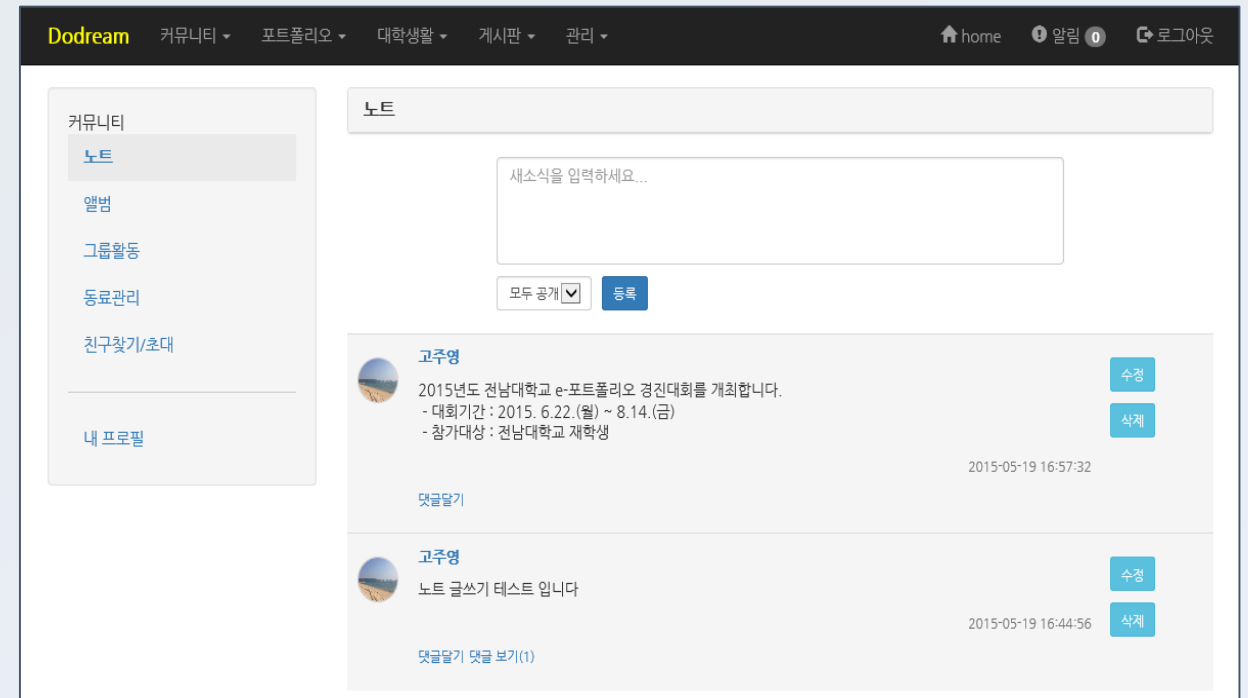 Dodream 커뮤니티 포트폴리오 대학생활 게시판 관리 home 알림 0 로그아웃
커뮤니티
노트
앨범
그룹활동
동료관리
친구찾기/초대
내 프로필
노트
새소식을 입력하세요...
모두 공개 등록
고주영
2015년도 전남대학교 e-포트폴리오 경진대회를 개최합니다.
- 대회기간 : 2015. 6.22.(월) ~ 8.14.(금)
- 참가대상 : 전남대학교 재학생
수정
삭제
2015-05-19 16:57:32
댓글달기
고주영
노트 글쓰기 테스트 입니다
수정
삭제
2015-05-19 16:44:56
댓글달기 댓글 보기(1)